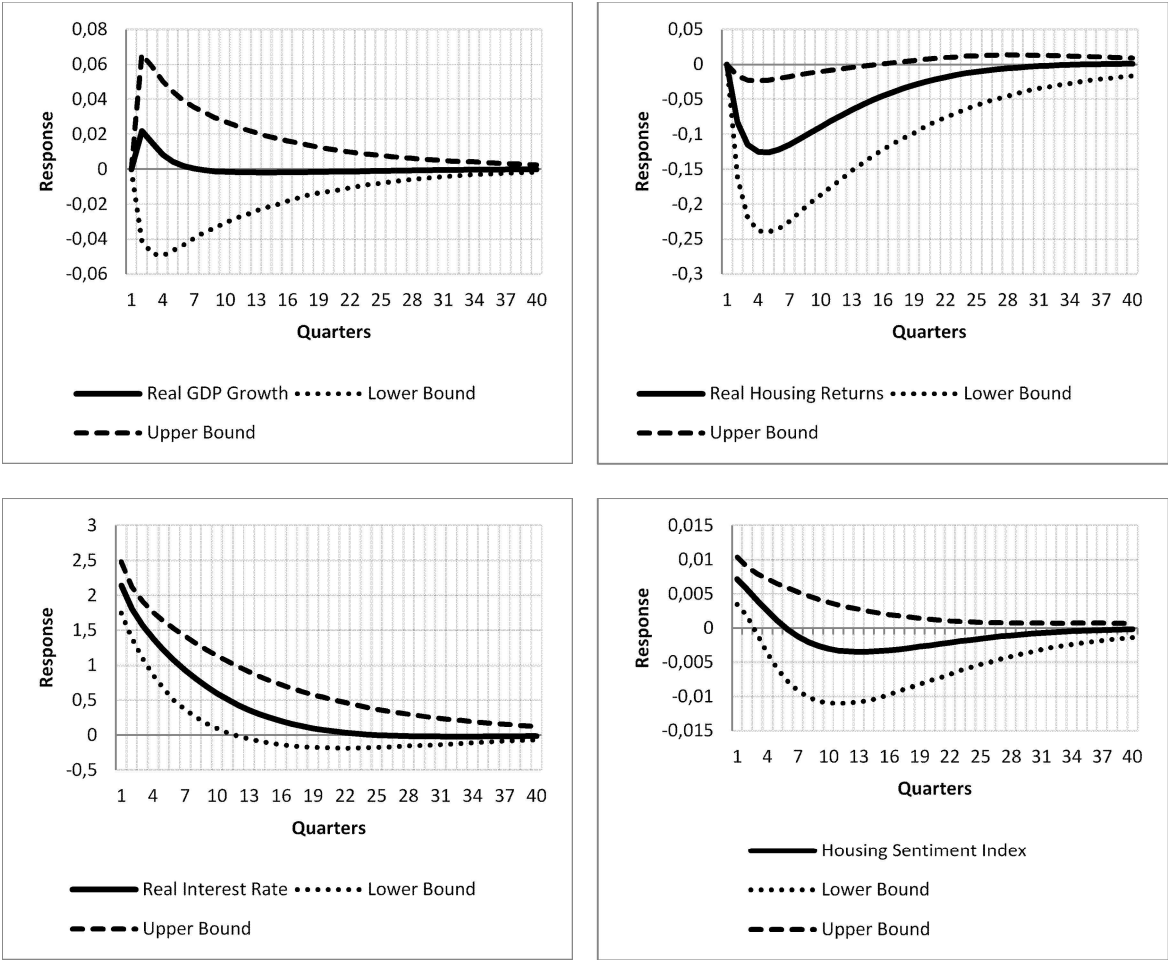 0,08
0,06
0,04
0,02
0
-0,02
-0,04
-0,06
Response
1 4 7 10 13 16 19 22 25 28 31 34 37 40
Quarters
Real GDP Growth Lower Bound
Upper Bound
0,05
0
-0,05
-0,1
-0,15
-0,2
-0,25
-0,3
Response
1 4 7 10 13 16 19 22 25 28 31 34 37 40
Quarters
Real Housing Returns Lower Bound
Upper Bound
3
2,5
2
1,5
1
0,5
0
-0,5
Response
1 4 7 10 13 16 19 22 25 28 31 34 37 40
Quarters
Real Interest Rate Lower Bound
Upper Bound
0,015
0,01
0,005
0
-0,005
-0,01
-0,015
Response
1 4 7 10 13 16 19 22 25 28 31 34 37 40
Quarters
Housing Sentiment Index
Lower Bound
Upper Bound